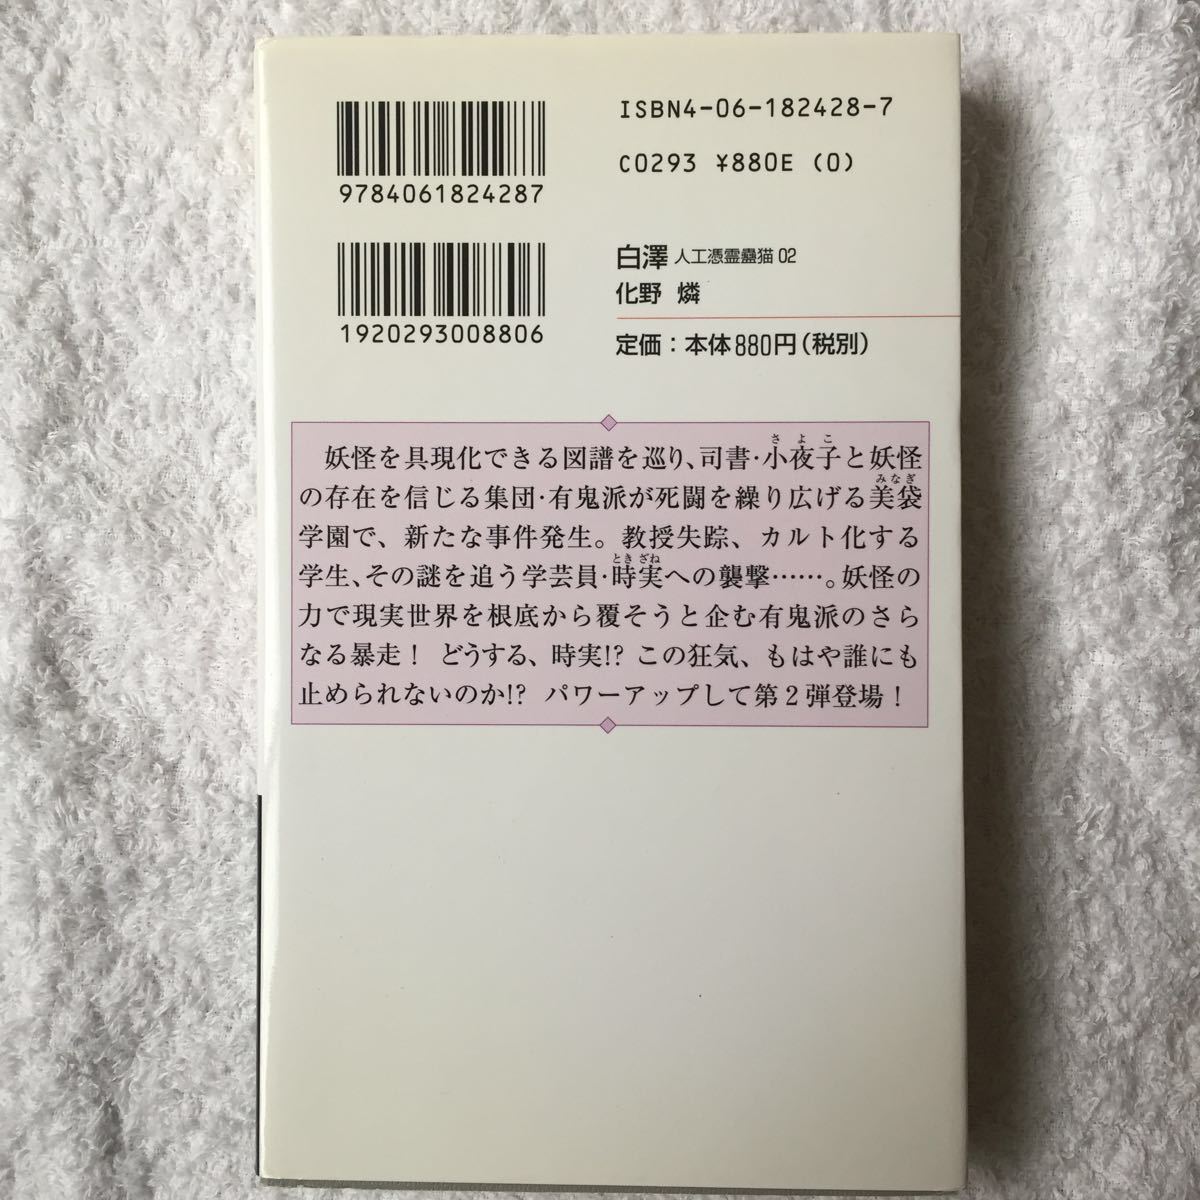 ISBN4-06-182428-7
C0293 ¥880E (0)
9784061824287
白澤 人工憑霊蠱猫 02
化野 燐
1920293008806
定価：本体880円（税別）
妖怪を具現化できる図譜を巡り、司書・小夜子と妖怪
の存在を信じる集団・有鬼派が死闘を繰り広げる美袋
学園で、新たな事件発生。教授失踪、カルト化する
学生、その謎を追う学芸員・時実への襲撃……。妖怪の
力で現実世界を根底から覆そうと企む有鬼派のさら
なる暴走！ どうする、時実!? この狂気、もはや誰にも
止められないのか!? パワーアップして第２弾登場！
さよこ
みなぎ
ときざね